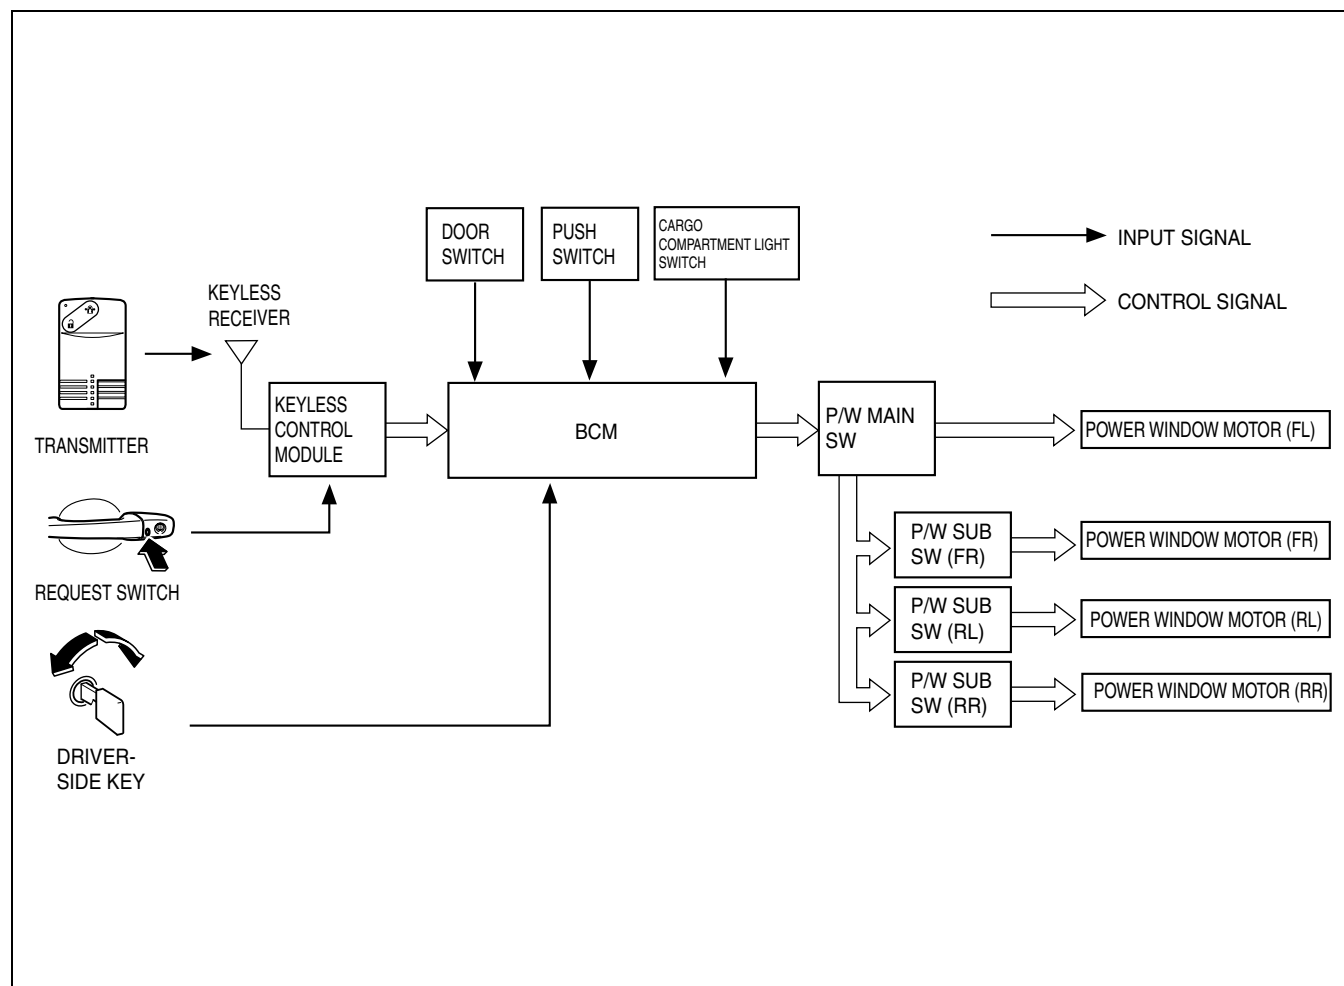 DOOR
SWITCH
PUSH
SWITCH
CARGO
COMPARTMENT LIGHT
SWITCH
INPUT SIGNAL
CONTROL SIGNAL
KEYLESS
RECEIVER
TRANSMITTER
KEYLESS
CONTROL
MODULE
BCM
P/W MAIN
SW
POWER WINDOW MOTOR (FL)
REQUEST SWITCH
P/W SUB
SW (FR)
POWER WINDOW MOTOR (FR)
P/W SUB
SW (RL)
POWER WINDOW MOTOR (RL)
P/W SUB
SW (RR)
POWER WINDOW MOTOR (RR)
DRIVER-
SIDE KEY